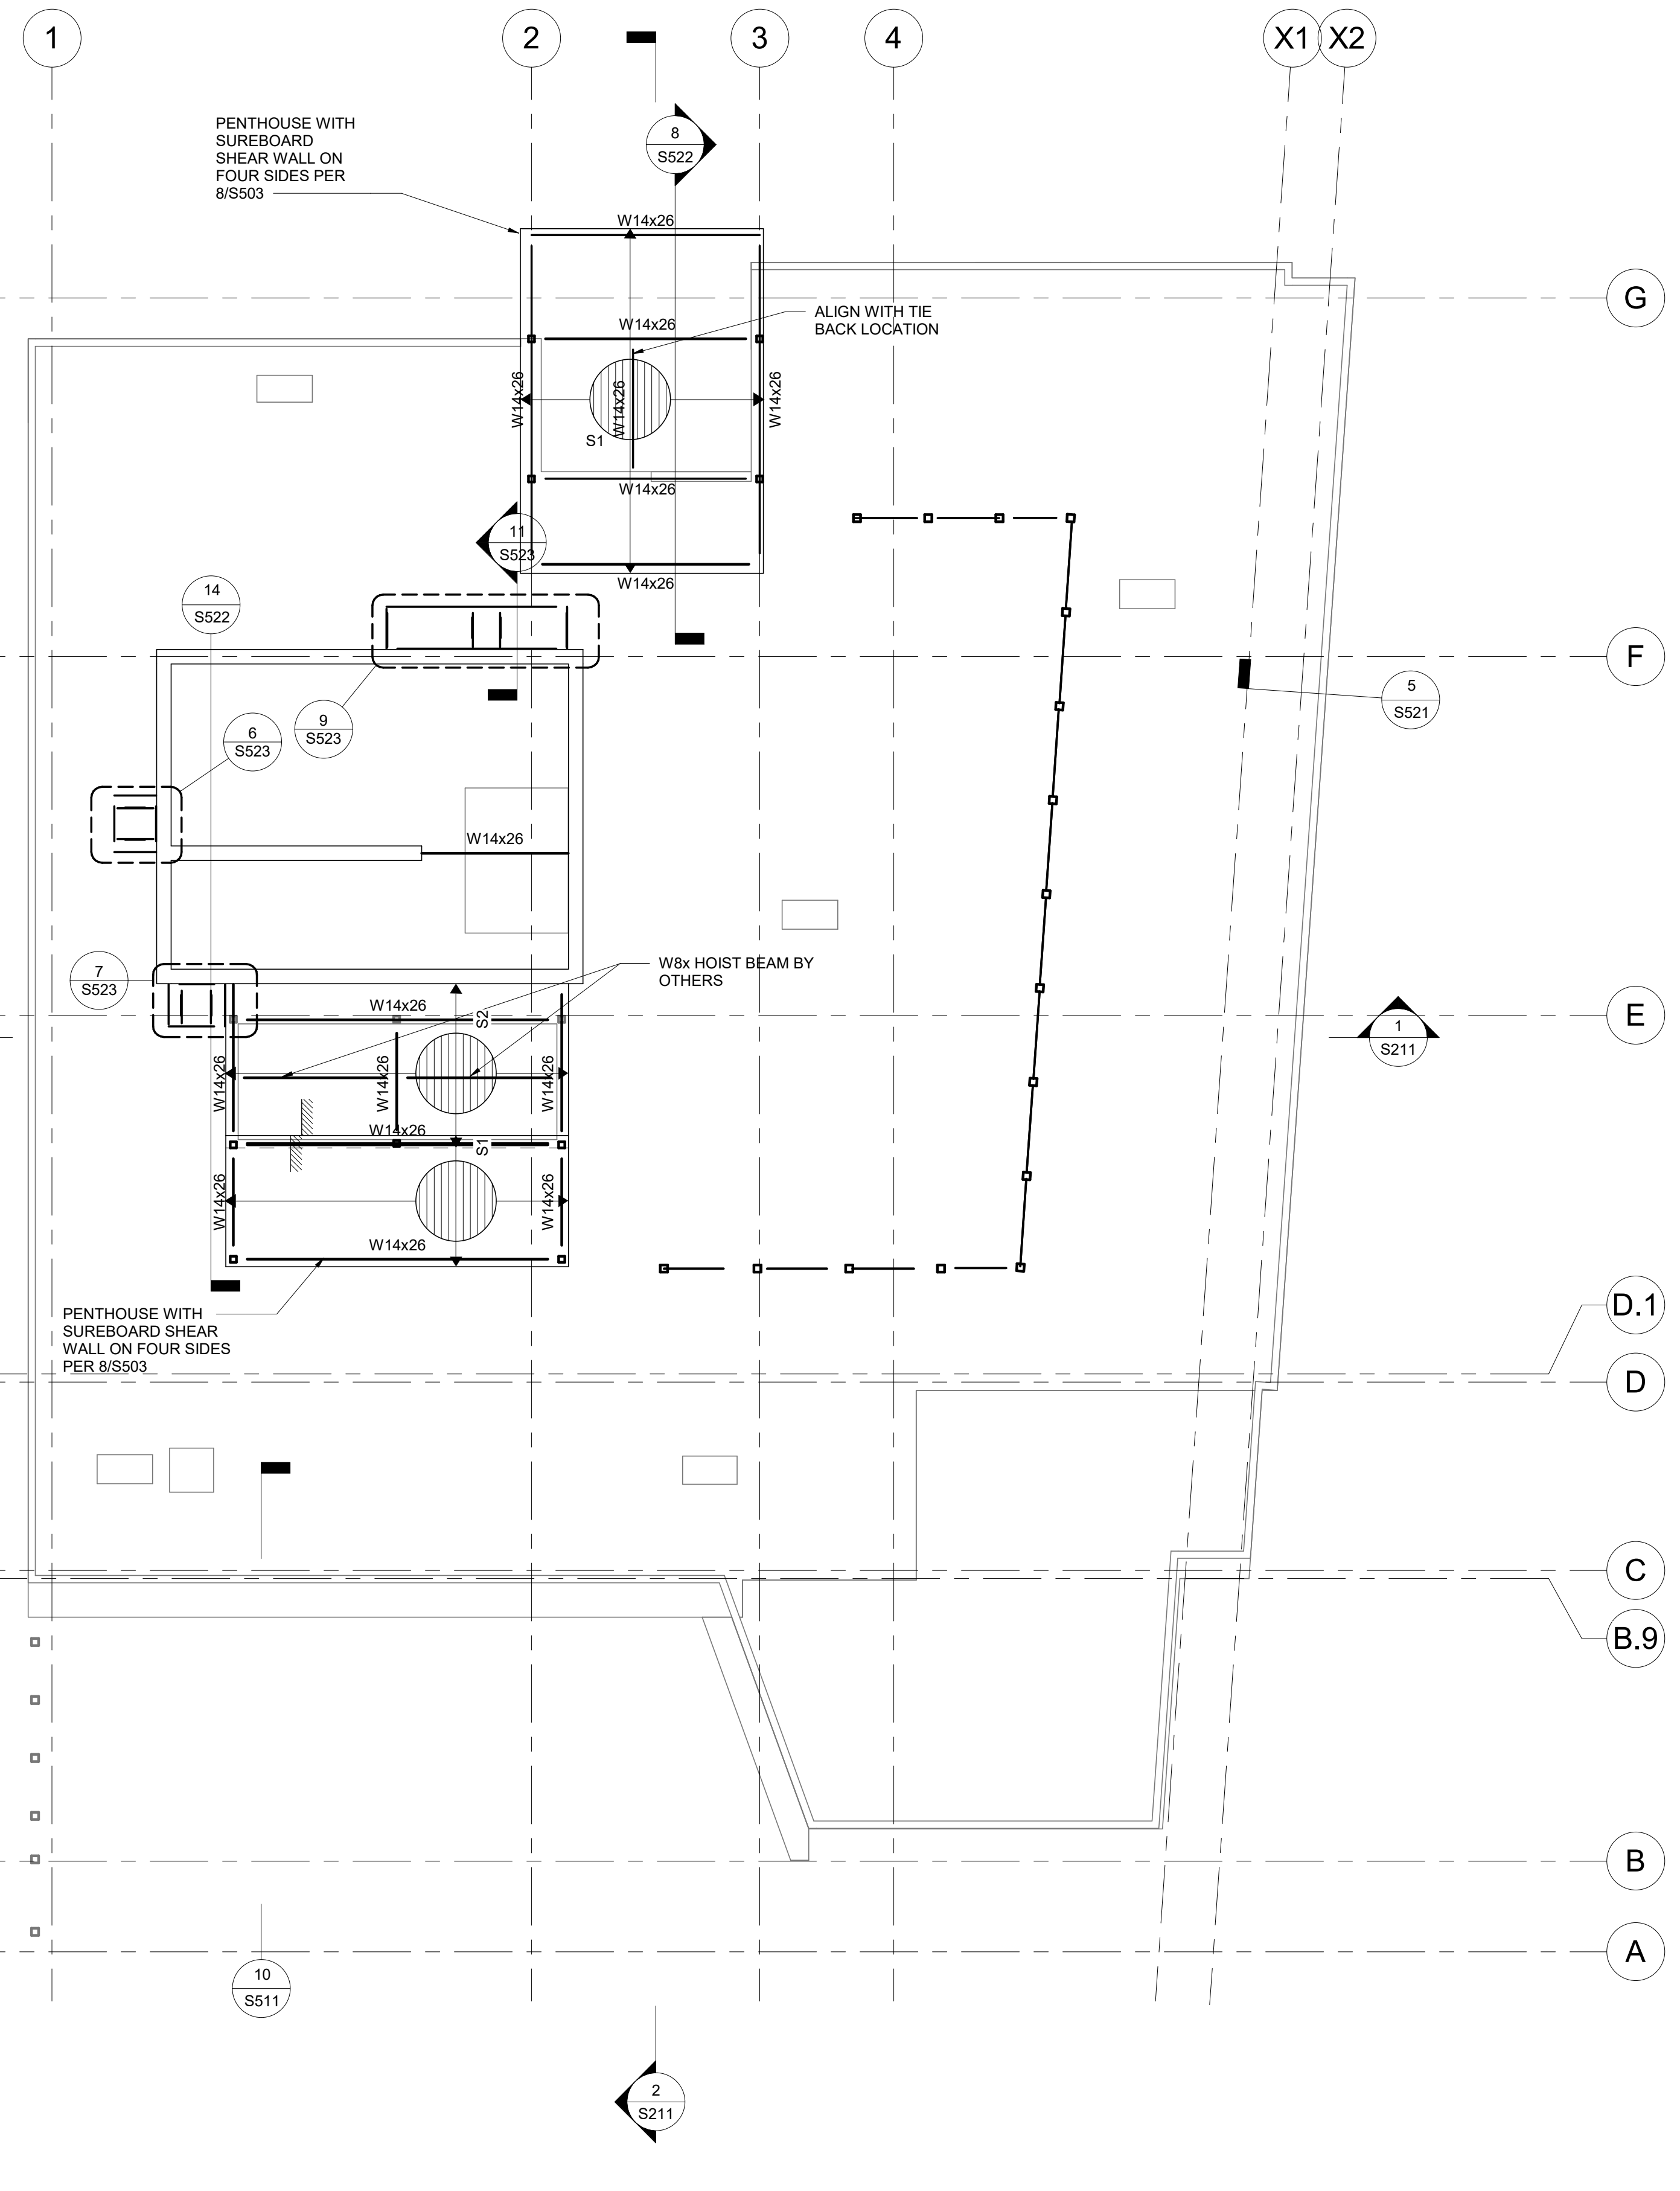 1
2
3
4
X1
X2
8
S522
PENTHOUSE WITH
SUREBOARD
SHEAR WALL ON
FOUR SIDES PER
8/S503
W14x26
G
ALIGN WITH TIE
BACK LOCATION
W14x26
W14x26
W14x26
W14x26
S1
W14x26
11
S523
W14x26
14
S522
F
5
S521
9
S523
6
S523
W14x26
W8x HOIST BEAM BY
OTHERS
7
S523
W14x26
S2
E
1
S211
W14x26
W14x26
W14x26
W14x26
S1
W14x26
W14x26
W14x26
PENTHOUSE WITH
SUREBOARD SHEAR
WALL ON FOUR SIDES
PER 8/S503
D.1
D
C
B.9
B
A
10
S511
2
S211